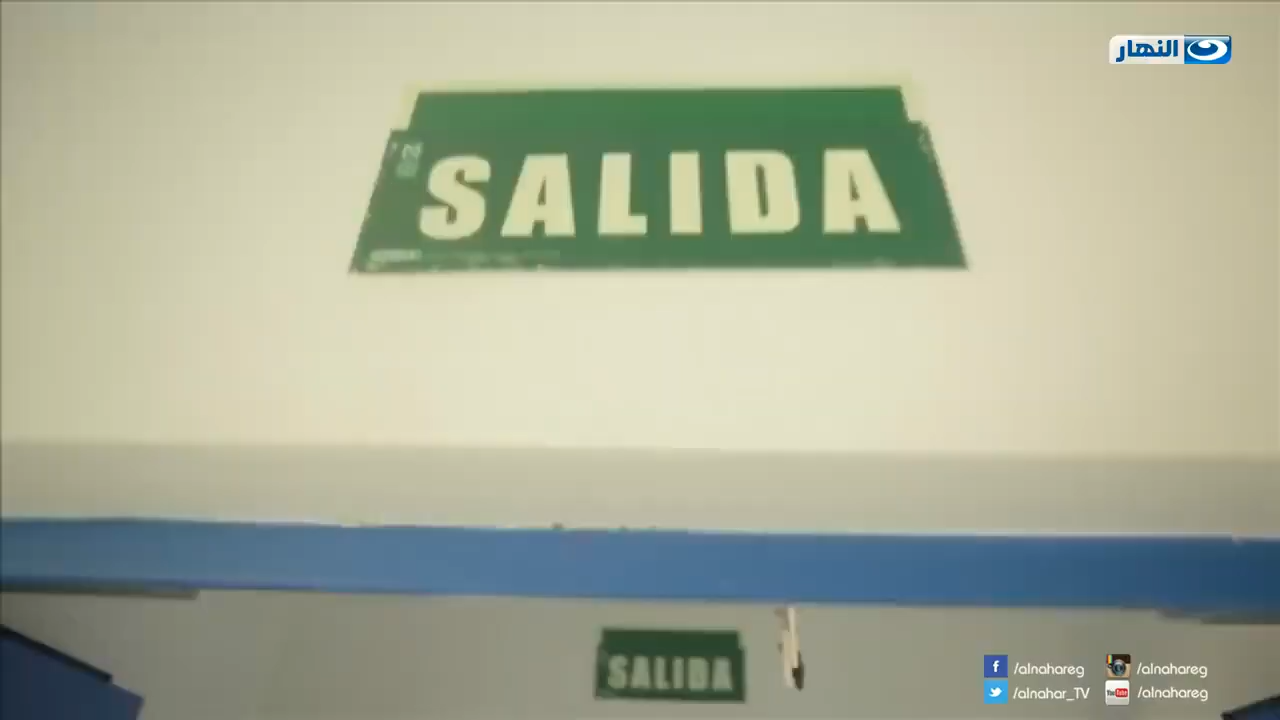 النهار
SALIDA
SALIDA
/alnahareg
/alnahareg
/alnahar_TV
/alnahareg